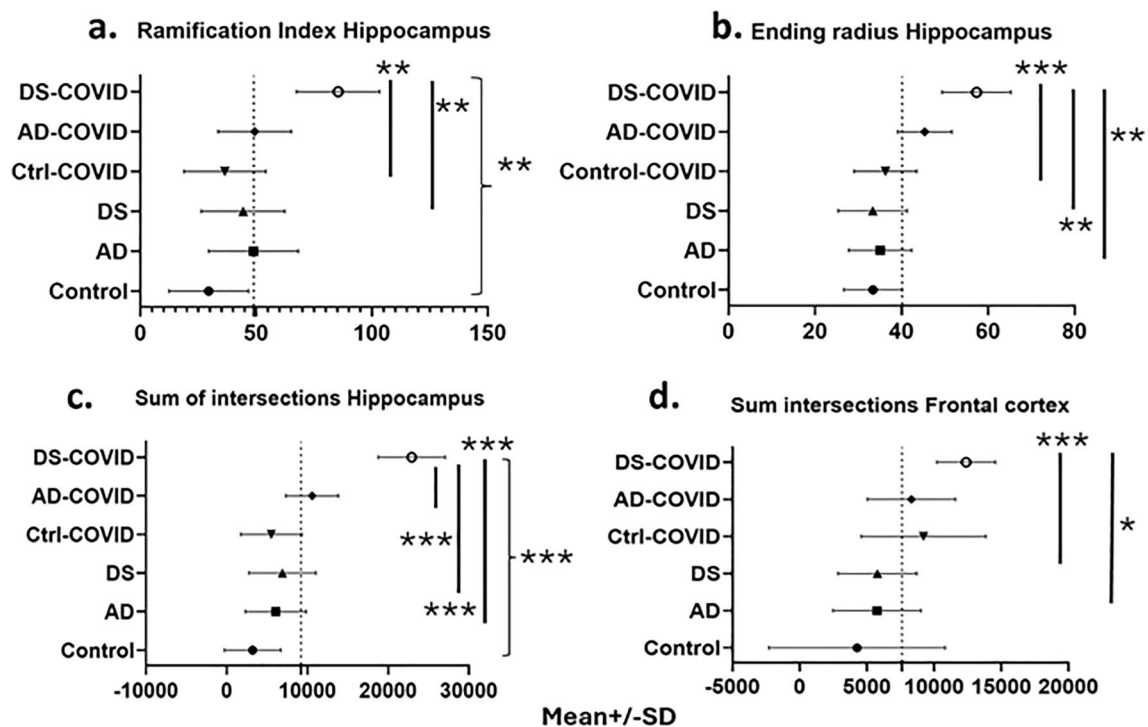 a. Ramification Index Hippocampus
DS-COVID
AD-COVID
Ctrl-COVID
DS
AD
Control
**
**
**
0 50 100 150
b. Ending radius Hippocampus
DS-COVID
AD-COVID
Control-COVID
DS
AD
Control
***
**
**
0 20 40 60 80
c. Sum of intersections Hippocampus
DS-COVID
AD-COVID
Ctrl-COVID
DS
AD
Control
***
***
***
***
-10000 0 10000 20000 30000
d. Sum intersections Frontal cortex
DS-COVID
AD-COVID
Ctrl-COVID
DS
AD
Control
***
*
-5000 0 5000 10000 15000 20000
Mean+/-SD